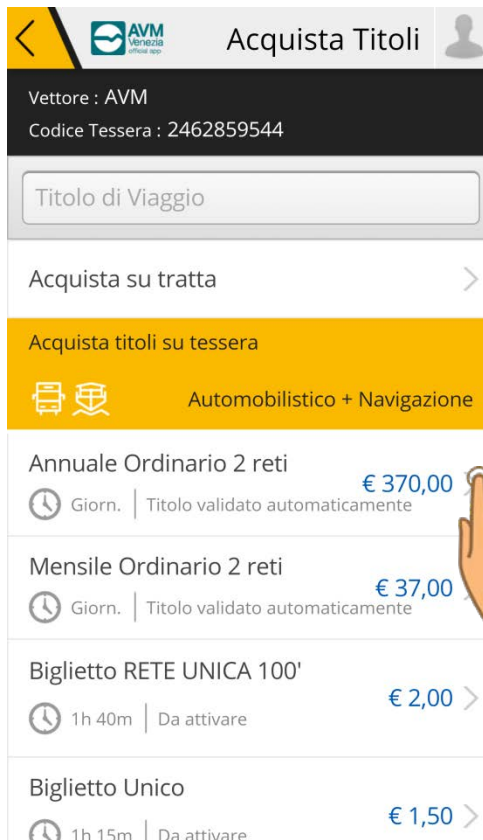 AVM
Venezia
official app
Acquista Titoli
Vettore : AVM
Codice Tessera : 2462859544
Titolo di Viaggio
Acquista su tratta
Acquista titoli su tessera
Automobilistico + Navigazione
Annuale Ordinario 2 reti
€ 370,00
Giorn. | Titolo validato automaticamente
Mensile Ordinario 2 reti
€ 37,00
Giorn. | Titolo validato automaticamente
Biglietto RETE UNICA 100'
€ 2,00
1h 40m | Da attivare
Biglietto Unico
€ 1,50
1h 15m | Da attivare